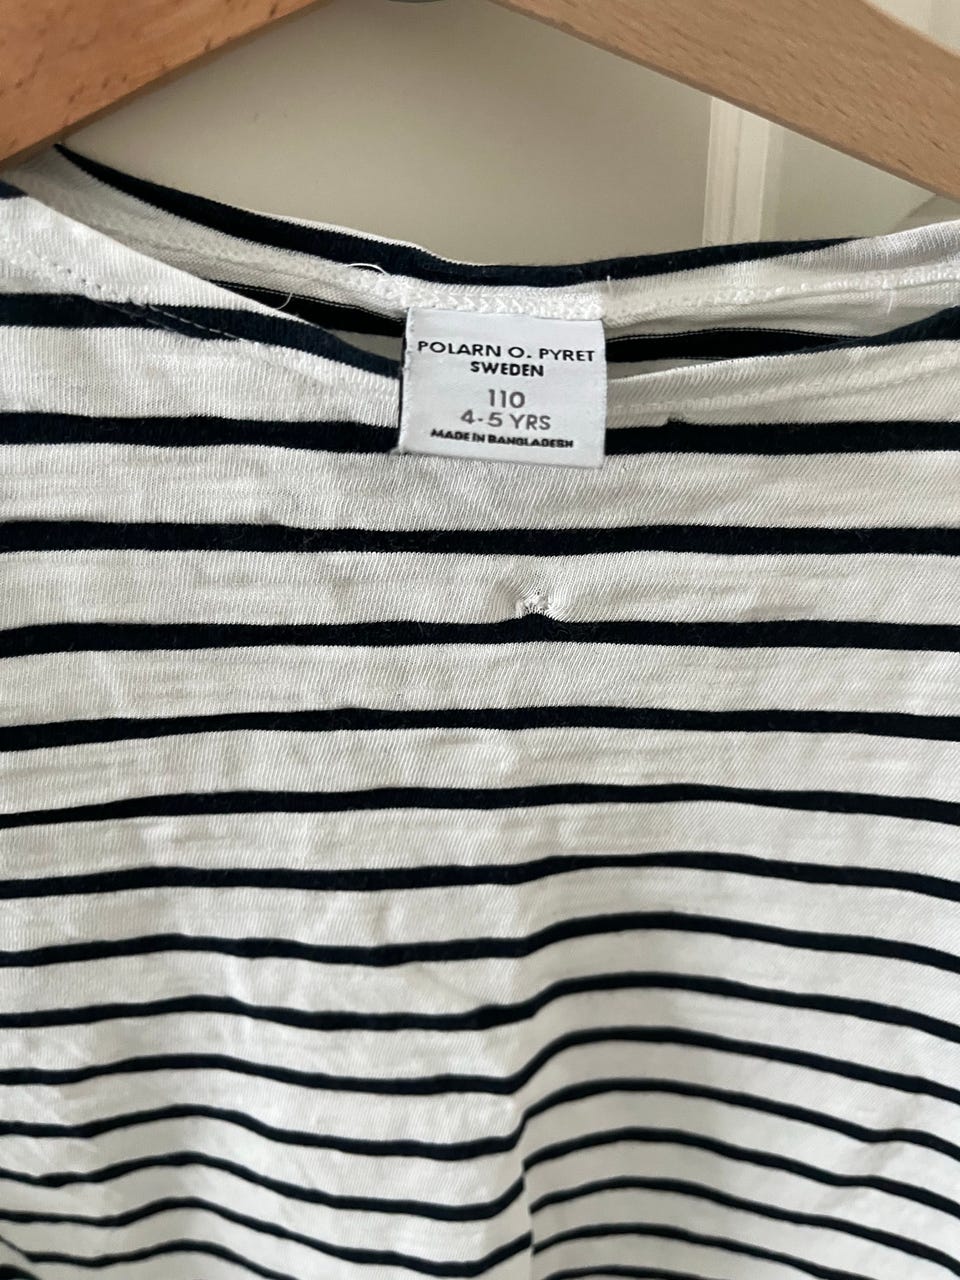 POLARN O. PYRET
SWEDEN
110
4-5 YRS
MADE IN BANGLADESH